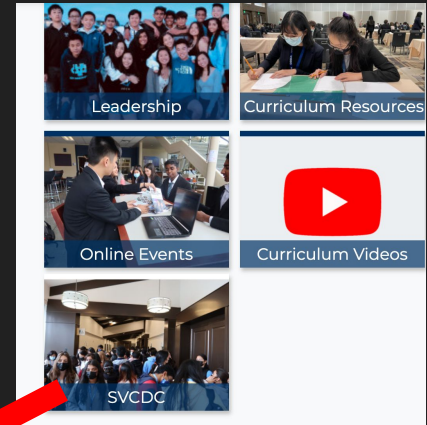 Leadership
Curriculum Resources
Online Events
Curriculum Videos
SVCDC